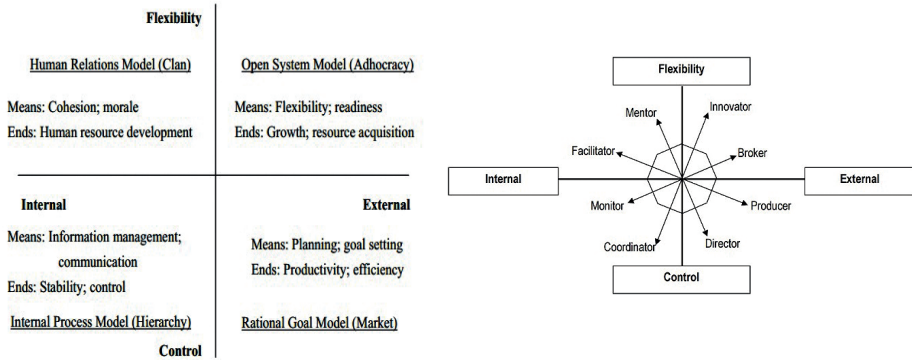 Flexibility
Human Relations Model (Clan)
Means: Cohesion; morale
Ends: Human resource development
Open System Model (Adhocracy)
Means: Flexibility; readiness
Ends: Growth; resource acquisition
Internal
Means: Information management;
communication
Ends: Stability; control
Internal Process Model (Hierarchy)
External
Means: Planning; goal setting
Ends: Productivity; efficiency
Rational Goal Model (Market)
Control
Flexibility
Mentor
Innovator
Facilitator
Broker
Internal
External
Monitor
Producer
Coordinator
Director
Control